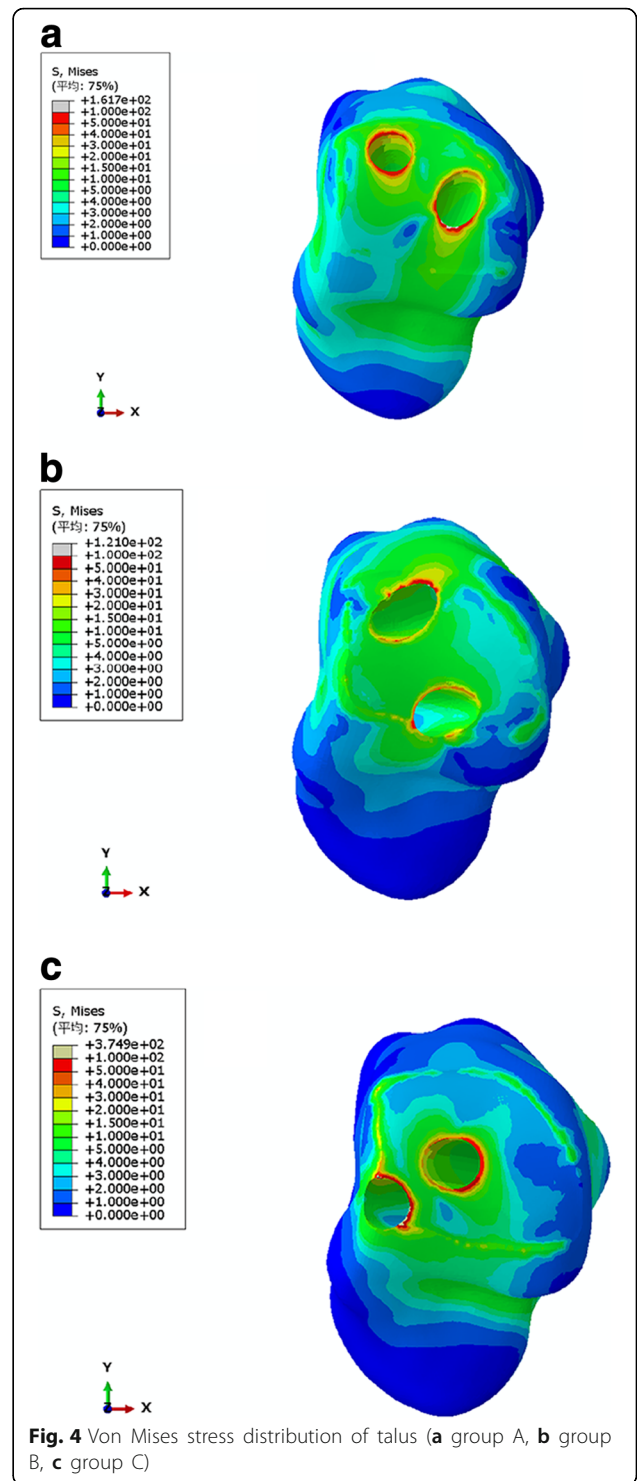 a
S, Mises
(平均: 75%)
+1.617e+02
+1.000e+02
+5.000e+01
+4.000e+01
+3.000e+01
+2.000e+01
+1.500e+01
+1.000e+01
+5.000e+00
+4.000e+00
+3.000e+00
+2.000e+00
+1.000e+00
+0.000e+00
Y
Z
X
b
S, Mises
(平均: 75%)
+1.210e+02
+1.000e+02
+5.000e+01
+4.000e+01
+3.000e+01
+2.000e+01
+1.500e+01
+1.000e+01
+5.000e+00
+4.000e+00
+3.000e+00
+2.000e+00
+1.000e+00
+0.000e+00
Y
Z
X
c
S, Mises
(平均: 75%)
+3.749e+02
+1.000e+02
+5.000e+01
+4.000e+01
+3.000e+01
+2.000e+01
+1.500e+01
+1.000e+01
+5.000e+00
+4.000e+00
+3.000e+00
+2.000e+00
+1.000e+00
+0.000e+00
Y
Z
X
Fig. 4 Von Mises stress distribution of talus (a group A, b group
B, c group C)